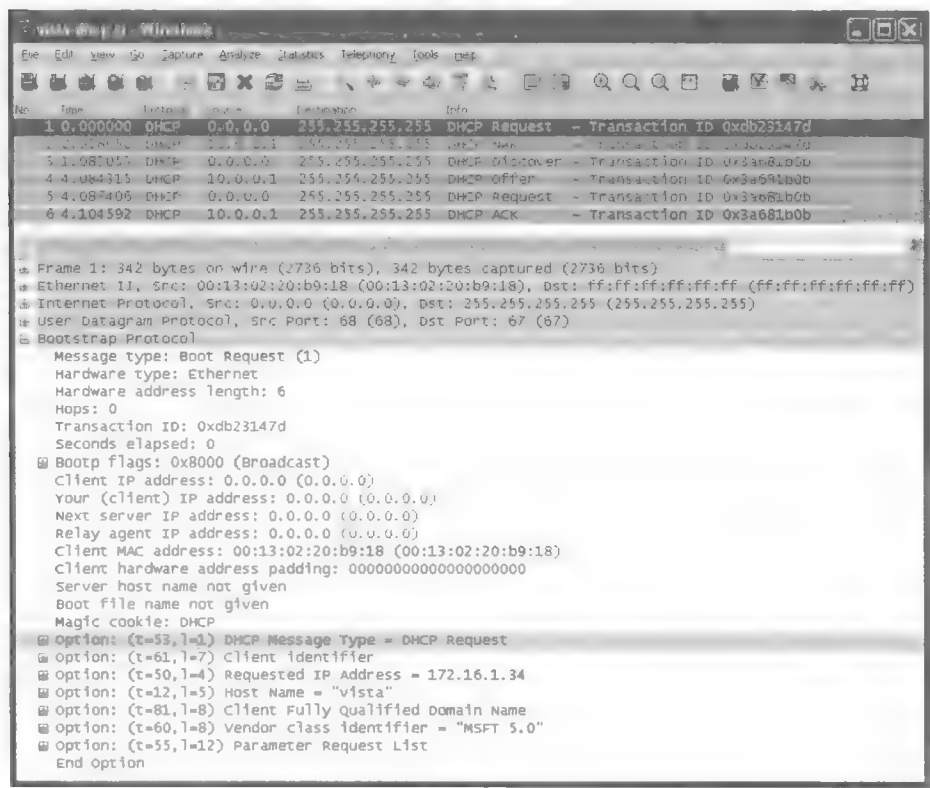 Wireshark
Edit View Go Capture Analyze Statistics Telephony Tools Help
No. Time Protocol Source Destination Info
1 0.000000 DHCP 0.0.0.0 255.255.255.255 DHCP Request - Transaction ID 0xdb23147d
DHCP 255.255.255.255 DHCP NAK
DHCP 0.0.0.0 255.255.255.255 DHCP Discover - Transaction ID 0x3a681b0b
4 4.084315 DHCP 10.0.0.1 255.255.255.255 DHCP Offer - Transaction ID 0x3a681b0b
5 4.087406 DHCP 0.0.0.0 255.255.255.255 DHCP Request - Transaction ID 0x3a681b0b
6 4.104592 DHCP 10.0.0.1 255.255.255.255 DHCP ACK - Transaction ID 0x3a681b0b
Frame 1: 342 bytes on wire (2736 bits), 342 bytes captured (2736 bits)
Ethernet II, Src: 00:13:02:20:b9:18 (00:13:02:20:b9:18), Dst: ff:ff:ff:ff:ff:ff (ff:ff:ff:ff:ff:ff)
Internet Protocol, Src: 0.0.0.0 (0.0.0.0), Dst: 255.255.255.255 (255.255.255.255)
User Datagram Protocol, Src Port: 68 (68), Dst Port: 67 (67)
Bootstrap Protocol
Message type: Boot Request (1)
Hardware type: Ethernet
Hardware address length: 6
Hops: 0
Transaction ID: 0xdb23147d
Seconds elapsed: 0
Bootp flags: 0x8000 (Broadcast)
Client IP address: 0.0.0.0 (0.0.0.0)
Your (client) IP address: 0.0.0.0 (0.0.0.0)
Next server IP address: 0.0.0.0 (0.0.0.0)
Relay agent IP address: 0.0.0.0 (0.0.0.0)
Client MAC address: 00:13:02:20:b9:18 (00:13:02:20:b9:18)
Client hardware address padding: 00000000000000000000
Server host name not given
Boot file name not given
Magic cookie: DHCP
Option: (t=53,l=1) DHCP Message Type = DHCP Request
Option: (t=61,l=7) Client identifier
Option: (t=50,l=4) Requested IP Address = 172.16.1.34
Option: (t=12,l=5) Host Name = "vista"
Option: (t=81,l=8) Client Fully Qualified Domain Name
Option: (t=60,l=8) Vendor class identifier = "MSFT 5.0"
Option: (t=55,l=12) Parameter Request List
End Option